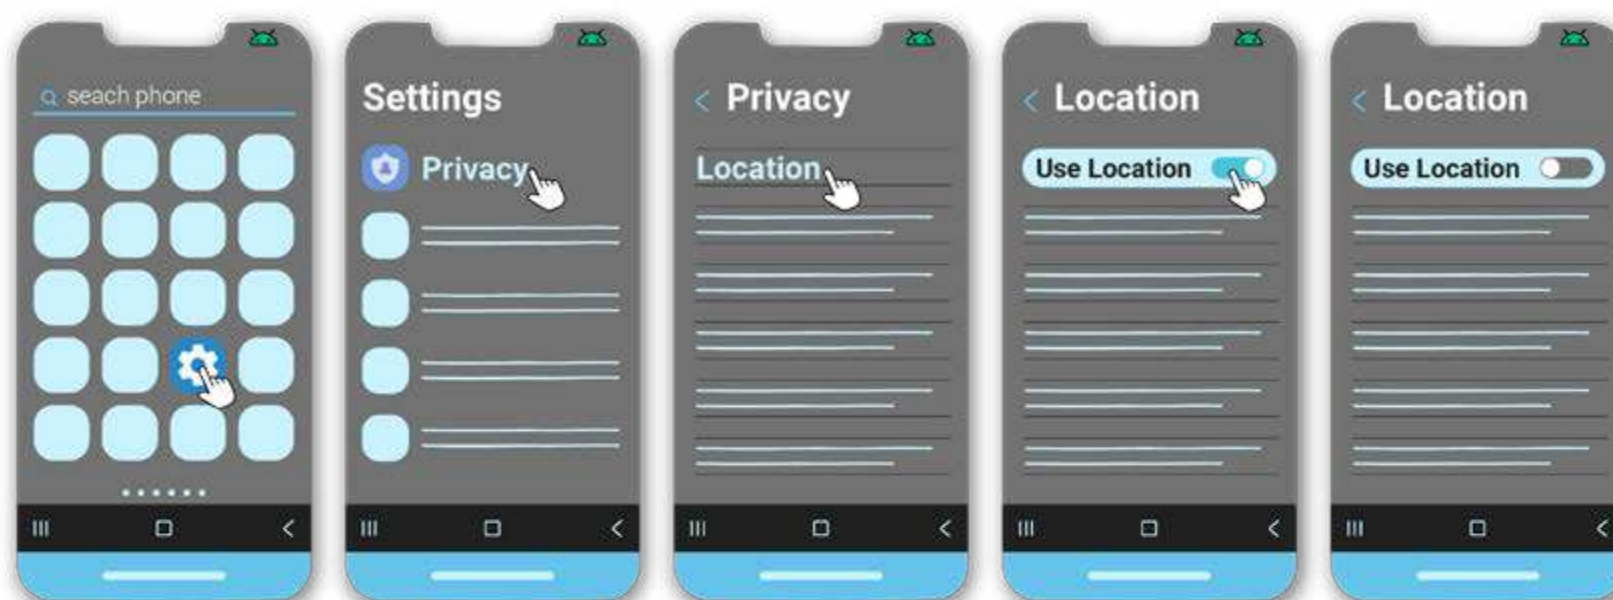 seach phone
Settings
Privacy
Privacy
Location
Location
Use Location
Location
Use Location